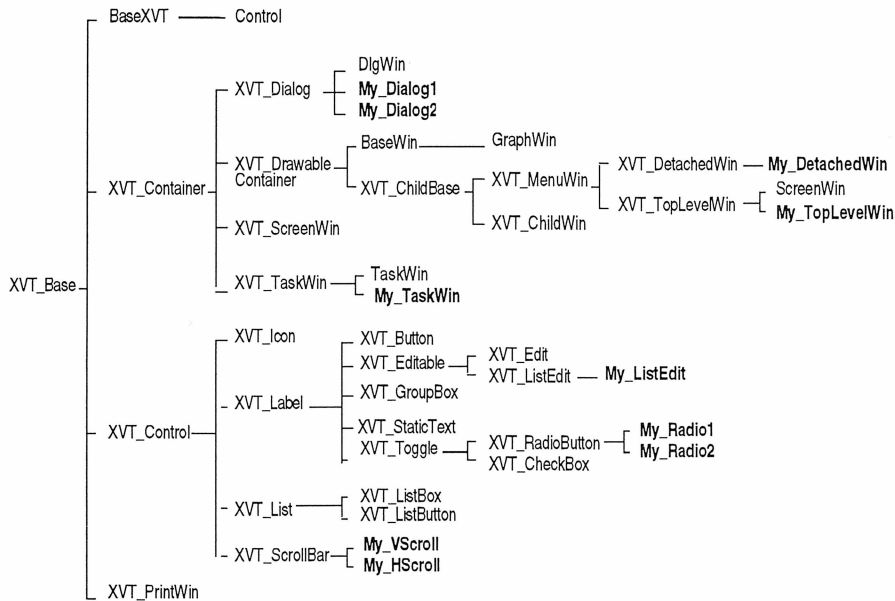 BaseXVT Control
DlgWin
XVT_Dialog My_Dialog1
My_Dialog2
BaseWin GraphWin
XVT_Drawable XVT_DetachedWin My_DetachedWin
Container
XVT_Container XVT_ChildBase XVT_MenuWin ScreenWin
XVT_TopLevelWin My_TopLevelWin
XVT_ScreenWin XVT_ChildWin
XVT_Base XVT_TaskWin TaskWin
My_TaskWin
XVT_Icon XVT_Button
XVT_Editable XVT_Edit
XVT_ListEdit My_ListEdit
XVT_GroupBox
XVT_Label
XVT_StaticText
XVT_Control My_Radio1
XVT_Toggle XVT_RadioButton My_Radio2
XVT_CheckBox
XVT_List XVT_ListBox
XVT_ListButton
XVT_ScrollBar My_VScroll
My_HScroll
XVT_PrintWin